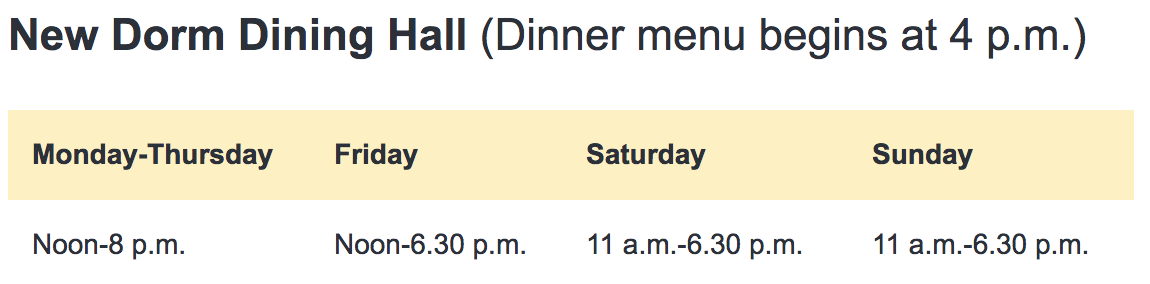 New Dorm Dining Hall (Dinner menu begins at 4 p.m.)
Monday-Thursday Friday Saturday Sunday
Noon-8 p.m. Noon-6.30 p.m. 11 a.m.-6.30 p.m. 11 a.m.-6.30 p.m.